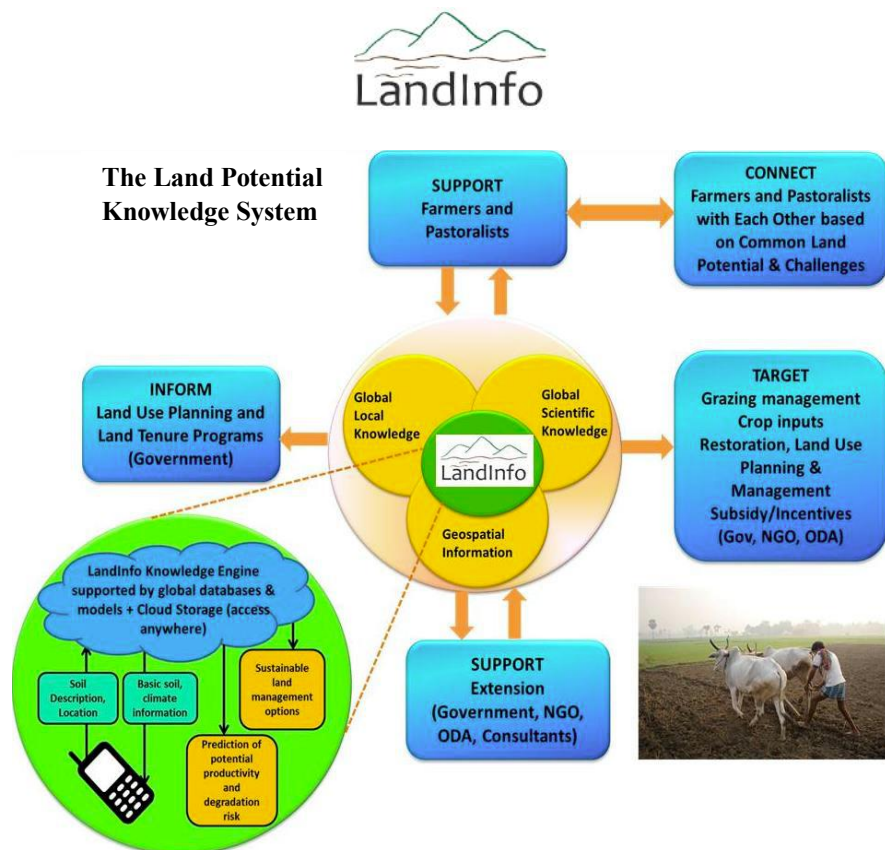 LandInfo
The Land Potential
Knowledge System
SUPPORT
Farmers and
Pastoralists
CONNECT
Farmers and Pastoralists
with Each Other based
on Common Land
Potential & Challenges
INFORM
Land Use Planning and
Land Tenure Programs
(Government)
Global
Local
Knowledge
Global
Scientific
Knowledge
LandInfo
Geospatial
Information
TARGET
Grazing management
Crop inputs
Restoration, Land Use
Planning &
Management
Subsidy/Incentives
(Gov, NGO, ODA)
LandInfo Knowledge Engine
supported by global databases &
models + Cloud Storage (access
anywhere)
Soil
Description,
Location
Basic soil,
climate
information
Sustainable
land
management
options
Prediction of
potential
productivity
and
degradation
risk
SUPPORT
Extension
(Government, NGO,
ODA, Consultants)